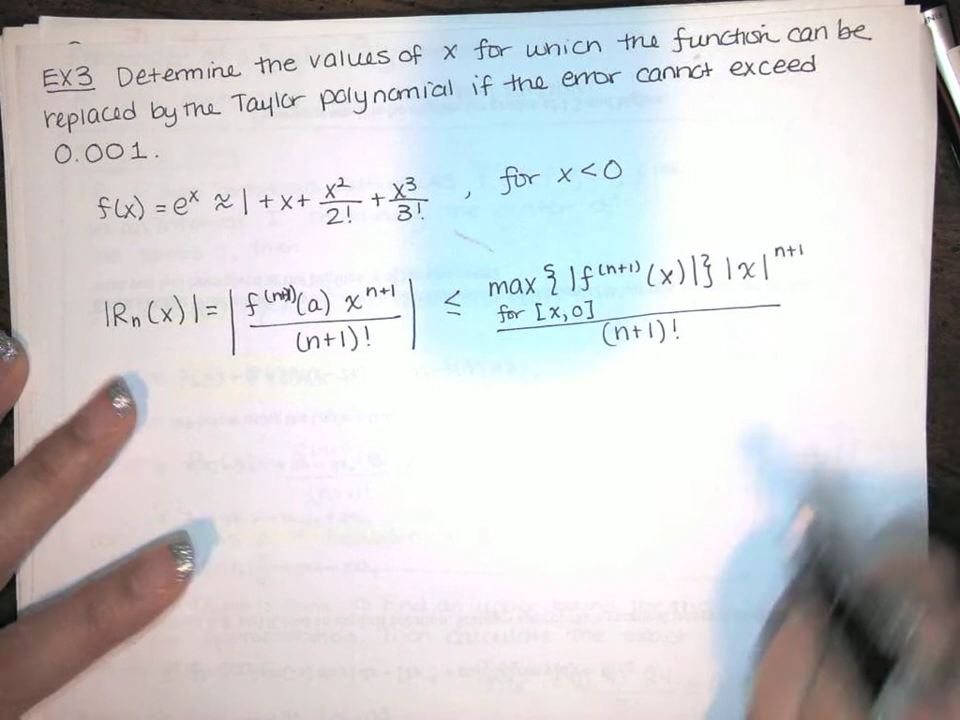 EX3 Determine the values of x for which the function can be
replaced by the Taylor polynomial if the error cannot exceed
0.001.
f(x) = eˣ ≈ 1 + x + x²/2! + x³/3! , for x < 0
|Rₙ(x)| = |f⁽ⁿ⁺¹⁾(a) xⁿ⁺¹/(n+1)!| ≤ max{|f⁽ⁿ⁺¹⁾(x)|} |x|ⁿ⁺¹/(n+1)!
for [x,0]